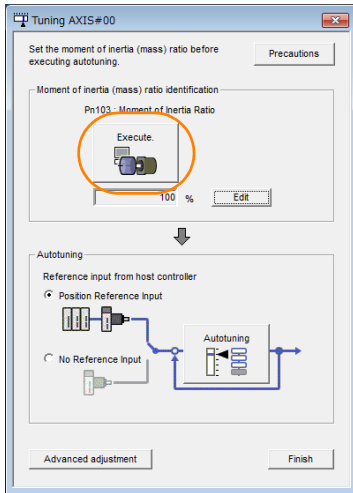 Tuning AXIS#00
Set the moment of inertia (mass) ratio before
executing autotuning.
Precautions
Moment of inertia (mass) ratio identification
Pn103 : Moment of Inertia Ratio
Execute.
100 %
Edit
Autotuning
Reference input from host controller
Position Reference Input
Autotuning
No Reference Input
Advanced adjustment
Finish